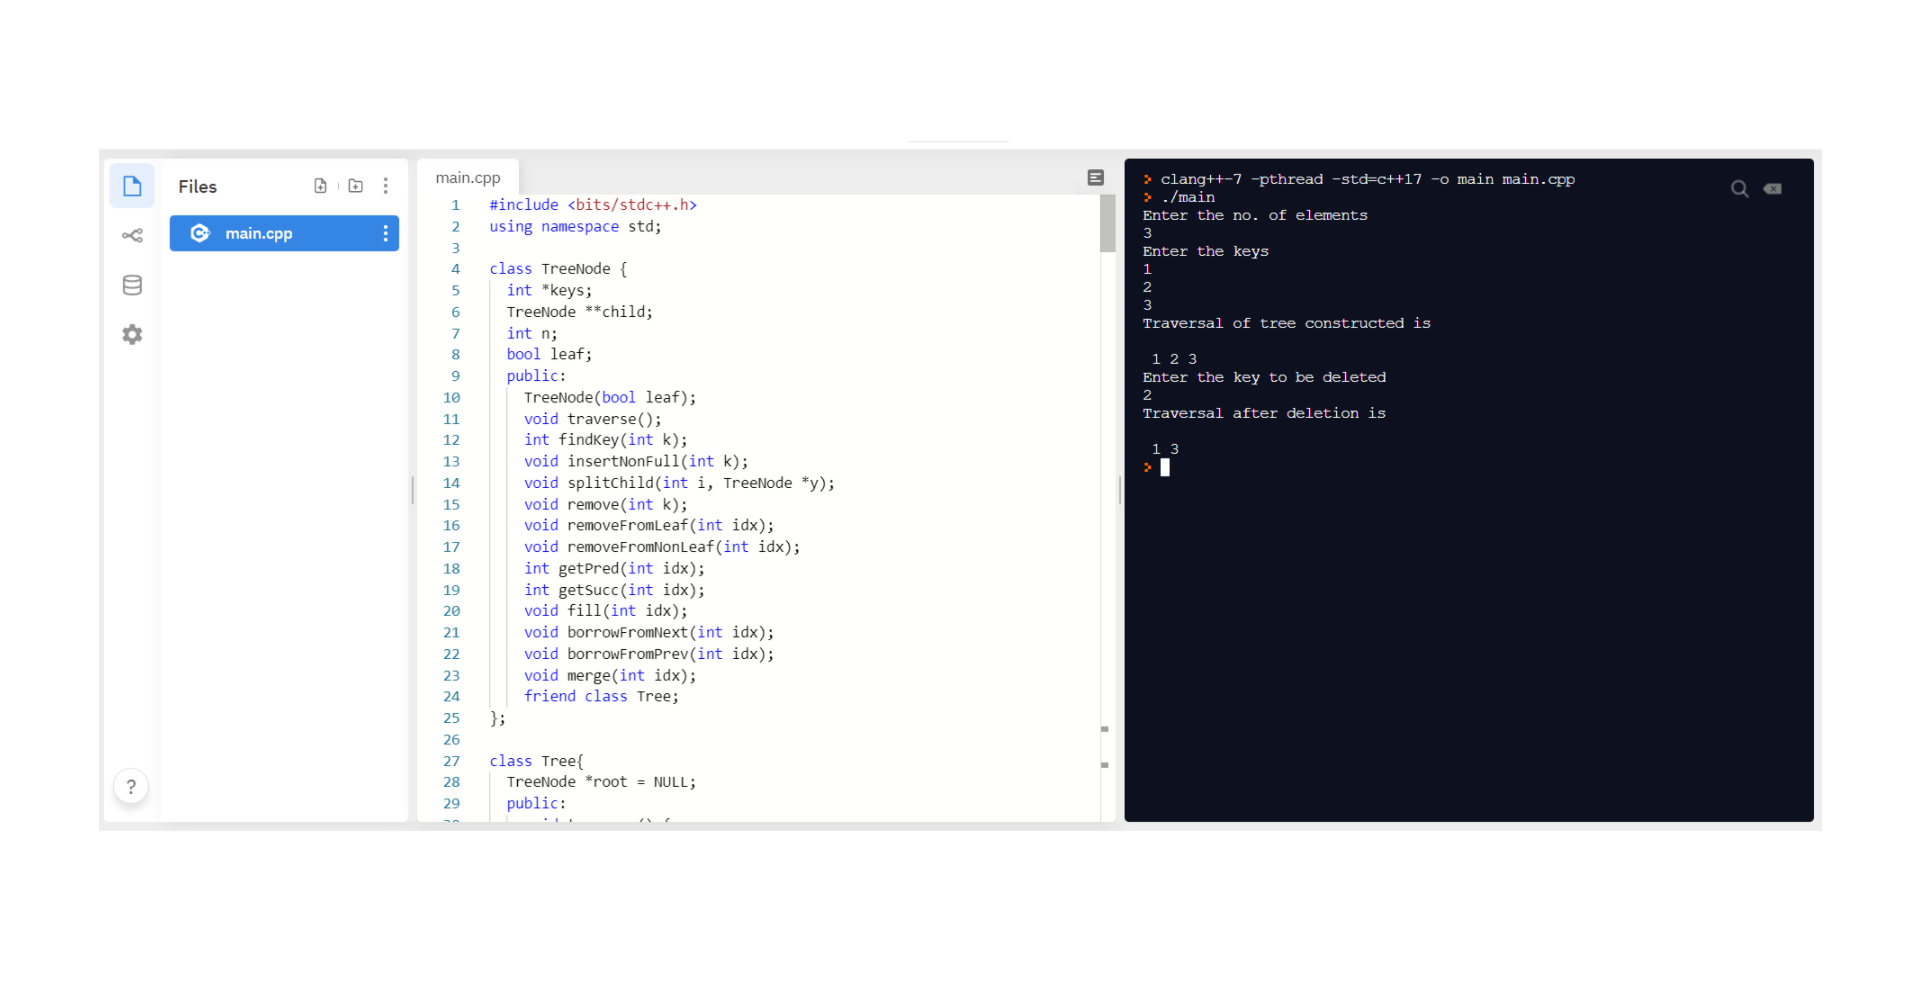 Files
main.cpp
?
main.cpp
1 #include <bits/stdc++.h>
2 using namespace std;
3
4 class TreeNode {
5 int *keys;
6 TreeNode **child;
7 int n;
8 bool leaf;
9 public:
10 TreeNode(bool leaf);
11 void traverse();
12 int findKey(int k);
13 void insertNonFull(int k);
14 void splitChild(int i, TreeNode *y);
15 void remove(int k);
16 void removeFromLeaf(int idx);
17 void removeFromNonLeaf(int idx);
18 int getPred(int idx);
19 int getSucc(int idx);
20 void fill(int idx);
21 void borrowFromNext(int idx);
22 void borrowFromPrev(int idx);
23 void merge(int idx);
24 friend class Tree;
25 };
26
27 class Tree{
28 TreeNode *root = NULL;
29 public:
> clang++-7 -pthread -std=c++17 -o main main.cpp
> ./main
Enter the no. of elements
3
Enter the keys
1
2
3
Traversal of tree constructed is
1 2 3
Enter the key to be deleted
2
Traversal after deletion is
1 3
>